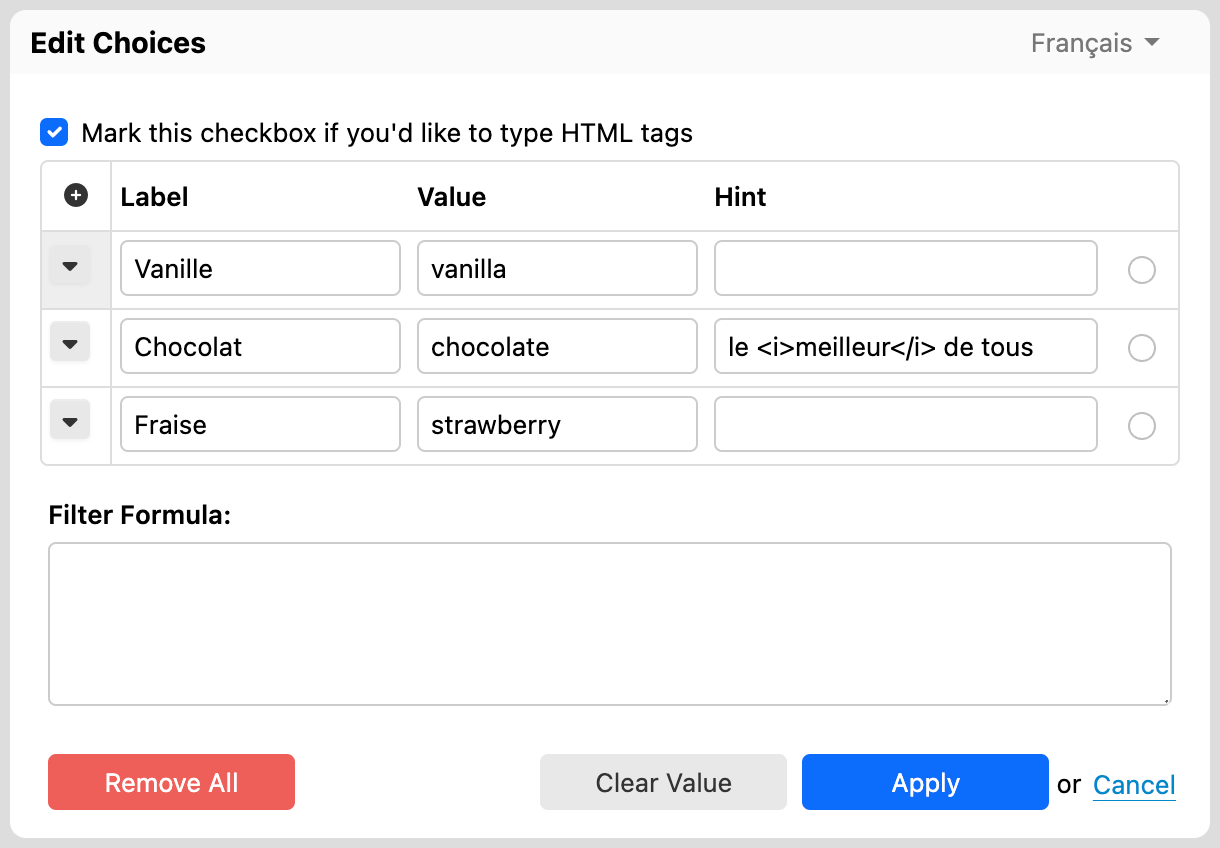 Edit Choices Français
Mark this checkbox if you'd like to type HTML tags
Label Value Hint
Vanille vanilla
Chocolat chocolate le <i>meilleur</i> de tous
Fraise strawberry
Filter Formula:
Remove All Clear Value Apply or Cancel